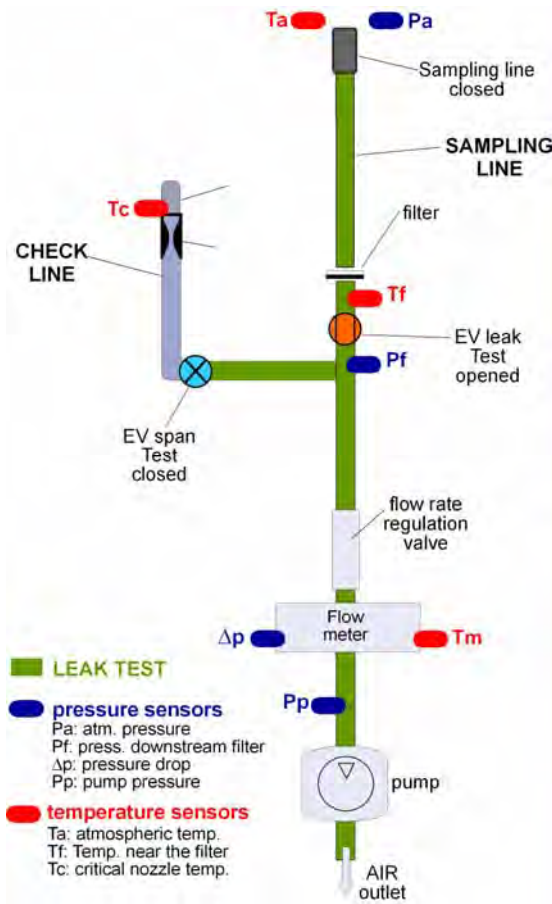 Ta
Pa
Sampling line
closed
SAMPLING
LINE
Tc
filter
CHECK
LINE
Tf
EV leak
Test
opened
Pf
EV span
Test
closed
flow rate
regulation
valve
Flow
meter
Δp
Tm
LEAK TEST
pressure sensors
Pa: atm. pressure
Pf: press. downstream filter
Δp: pressure drop
Pp: pump pressure
Pp
pump
temperature sensors
Ta: atmospheric temp.
Tf: Temp. near the filter
Tc: critical nozzle temp.
AIR
outlet